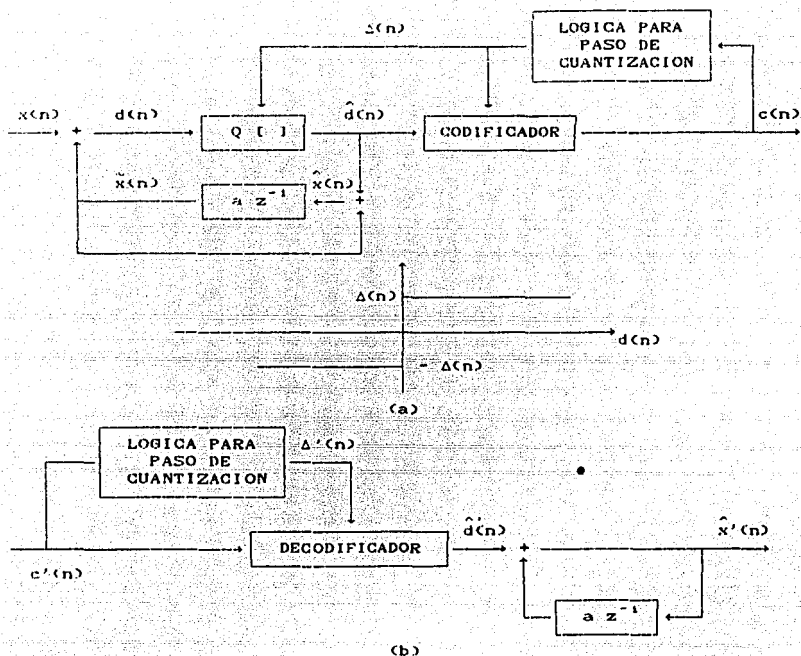 Δ(n)
LOGICA PARA
PASO DE
CUANTIZACION
x(n)
+
d(n)
Q [ ]
d̂(n)
CODIFICADOR
c(n)
x̃(n)
a z⁻¹
x̂(n)
+
Δ(n)
d(n)
- Δ(n)
(a)
LOGICA PARA
PASO DE
CUANTIZACION
Δ'(n)
c'(n)
DECODIFICADOR
d̂'(n)
+
x̂'(n)
a z⁻¹
(b)